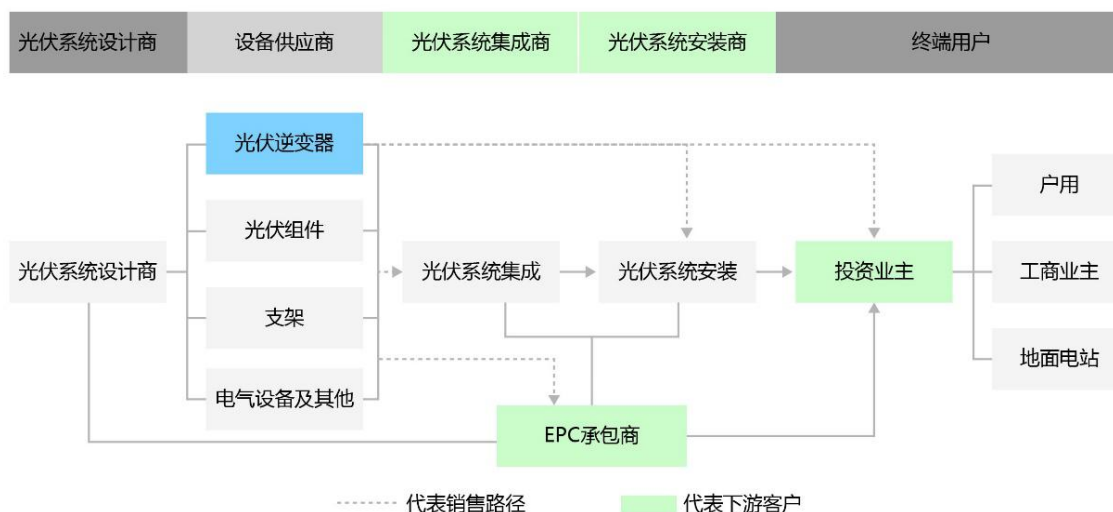 光伏系统设计商
设备供应商
光伏系统集成商
光伏系统安装商
终端用户
光伏逆变器
光伏组件
支架
电气设备及其他
光伏系统设计商
光伏系统集成
光伏系统安装
投资业主
户用
工商业主
地面电站
EPC承包商
代表销售路径
代表下游客户